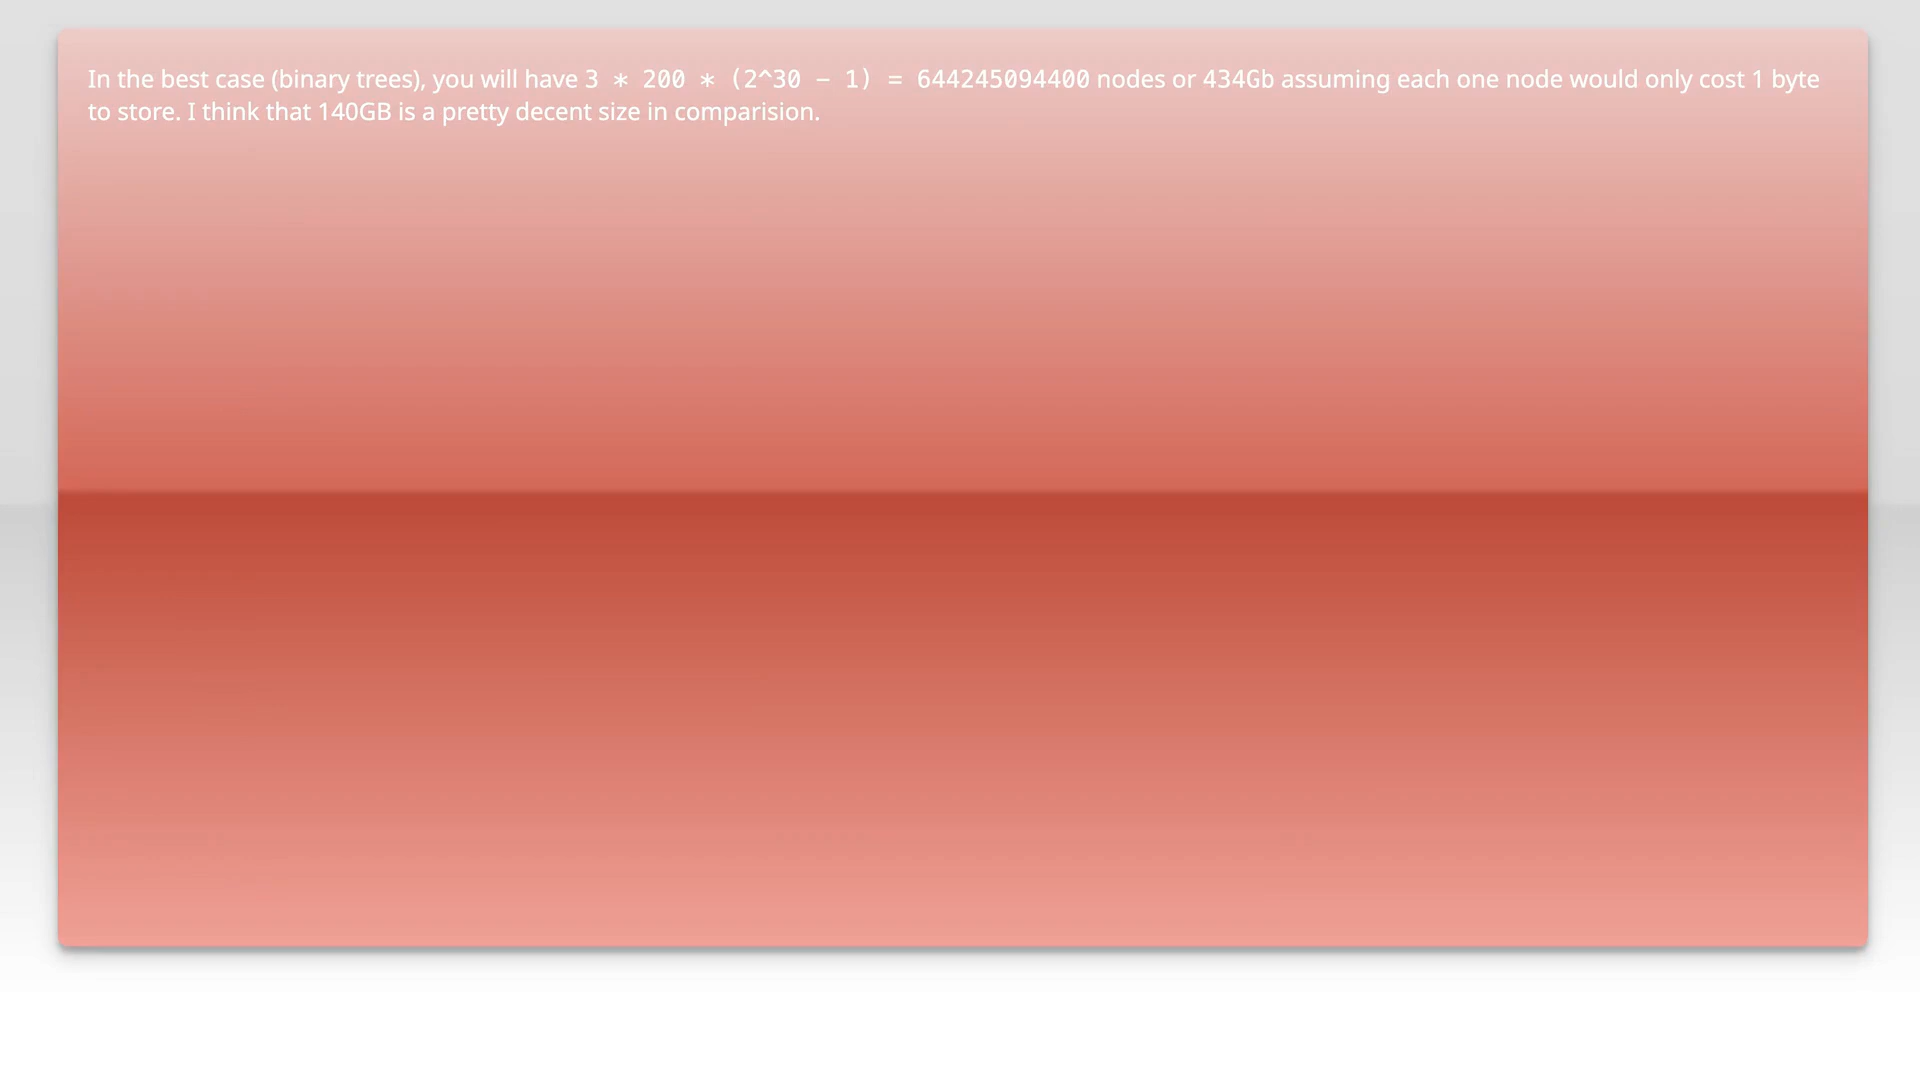 In the best case (binary trees), you will have 3 * 200 * (2^30 - 1) = 644245094400 nodes or 434Gb assuming each one node would only cost 1 byte
to store. I think that 140GB is a pretty decent size in comparision.